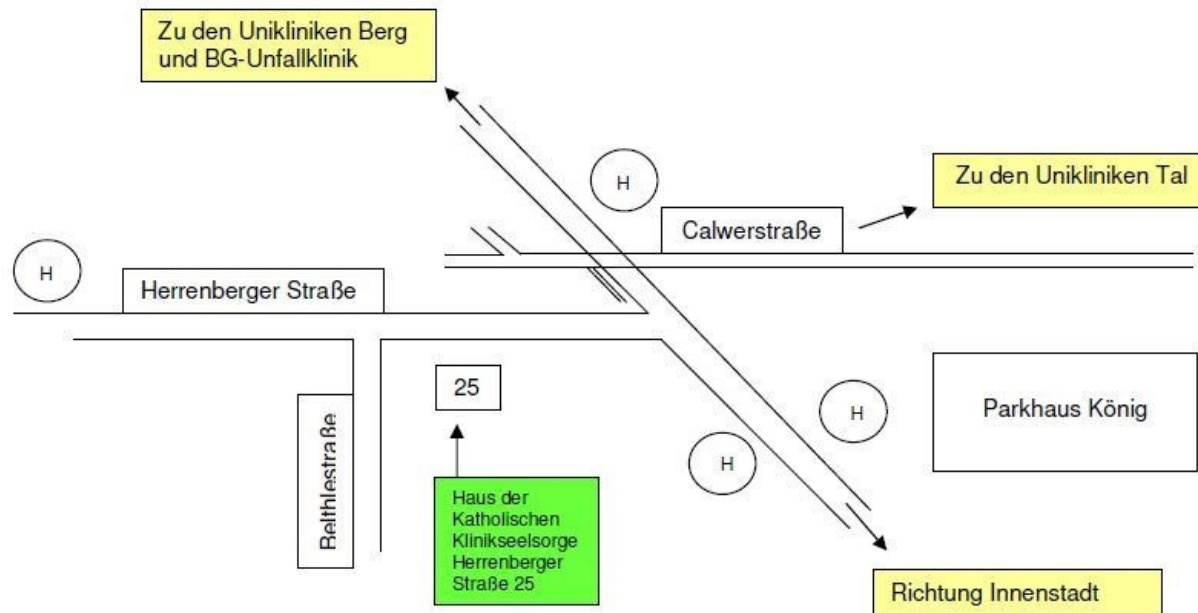 Zu den Unikliniken Berg
und BG-Unfallklinik
H
Zu den Unikliniken Tal
Calwerstraße
H
Herrenberger Straße
25
Parkhaus König
H
H
Belthlestraße
Haus der
Katholischen
Klinikseelsorge
Herrenberger
Straße 25
Richtung Innenstadt